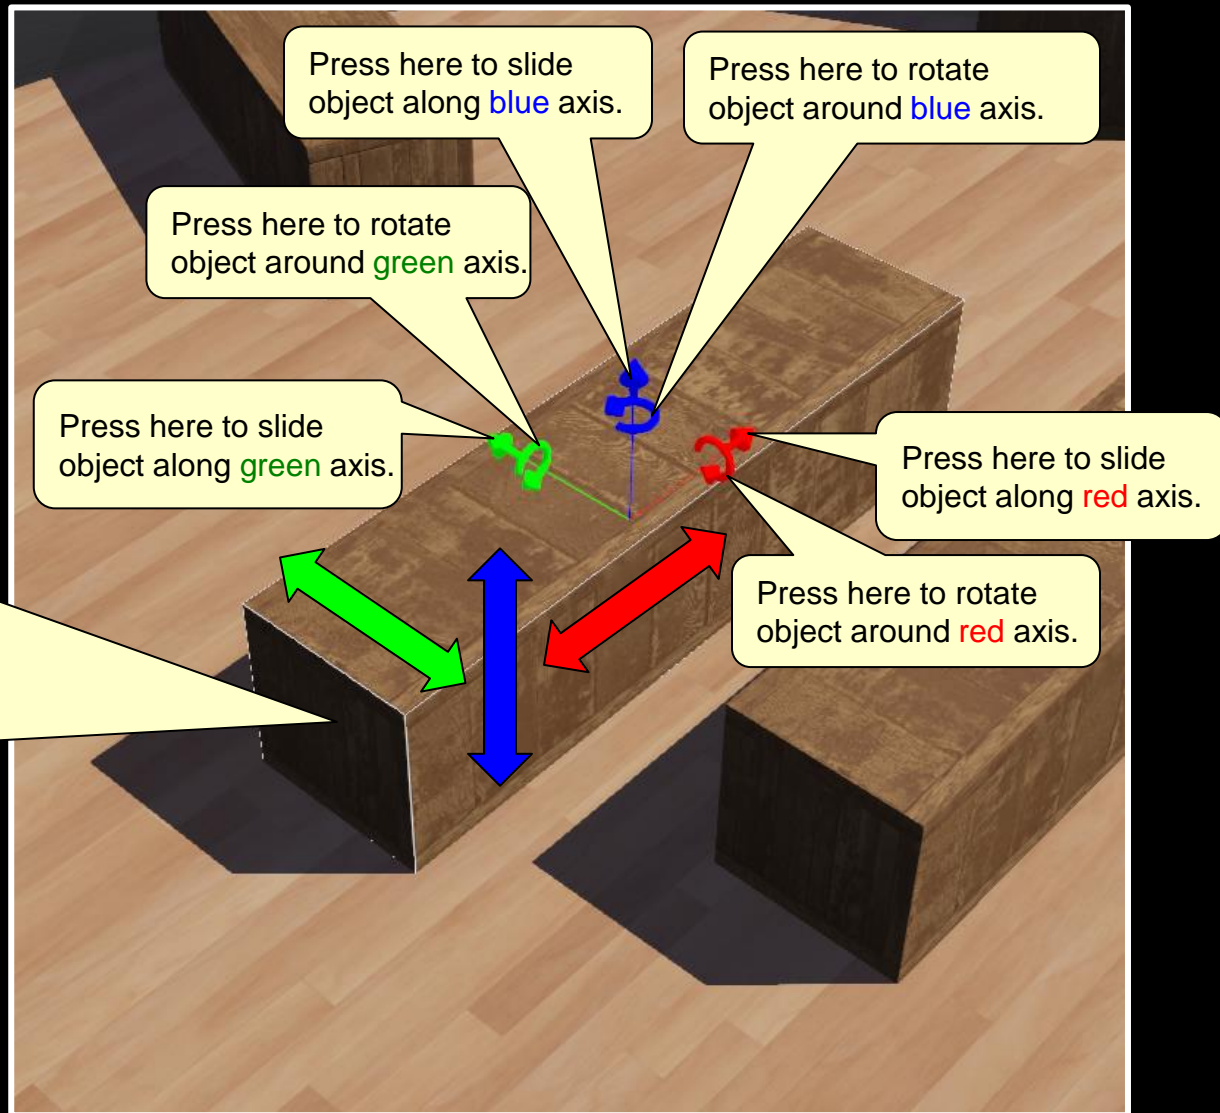 Press here to slide
object along blue axis.
Press here to rotate
object around blue axis.
Press here to rotate
object around green axis.
Press here to slide
object along green axis.
Press here to slide
object along red axis.
Press here to rotate
object around red axis.